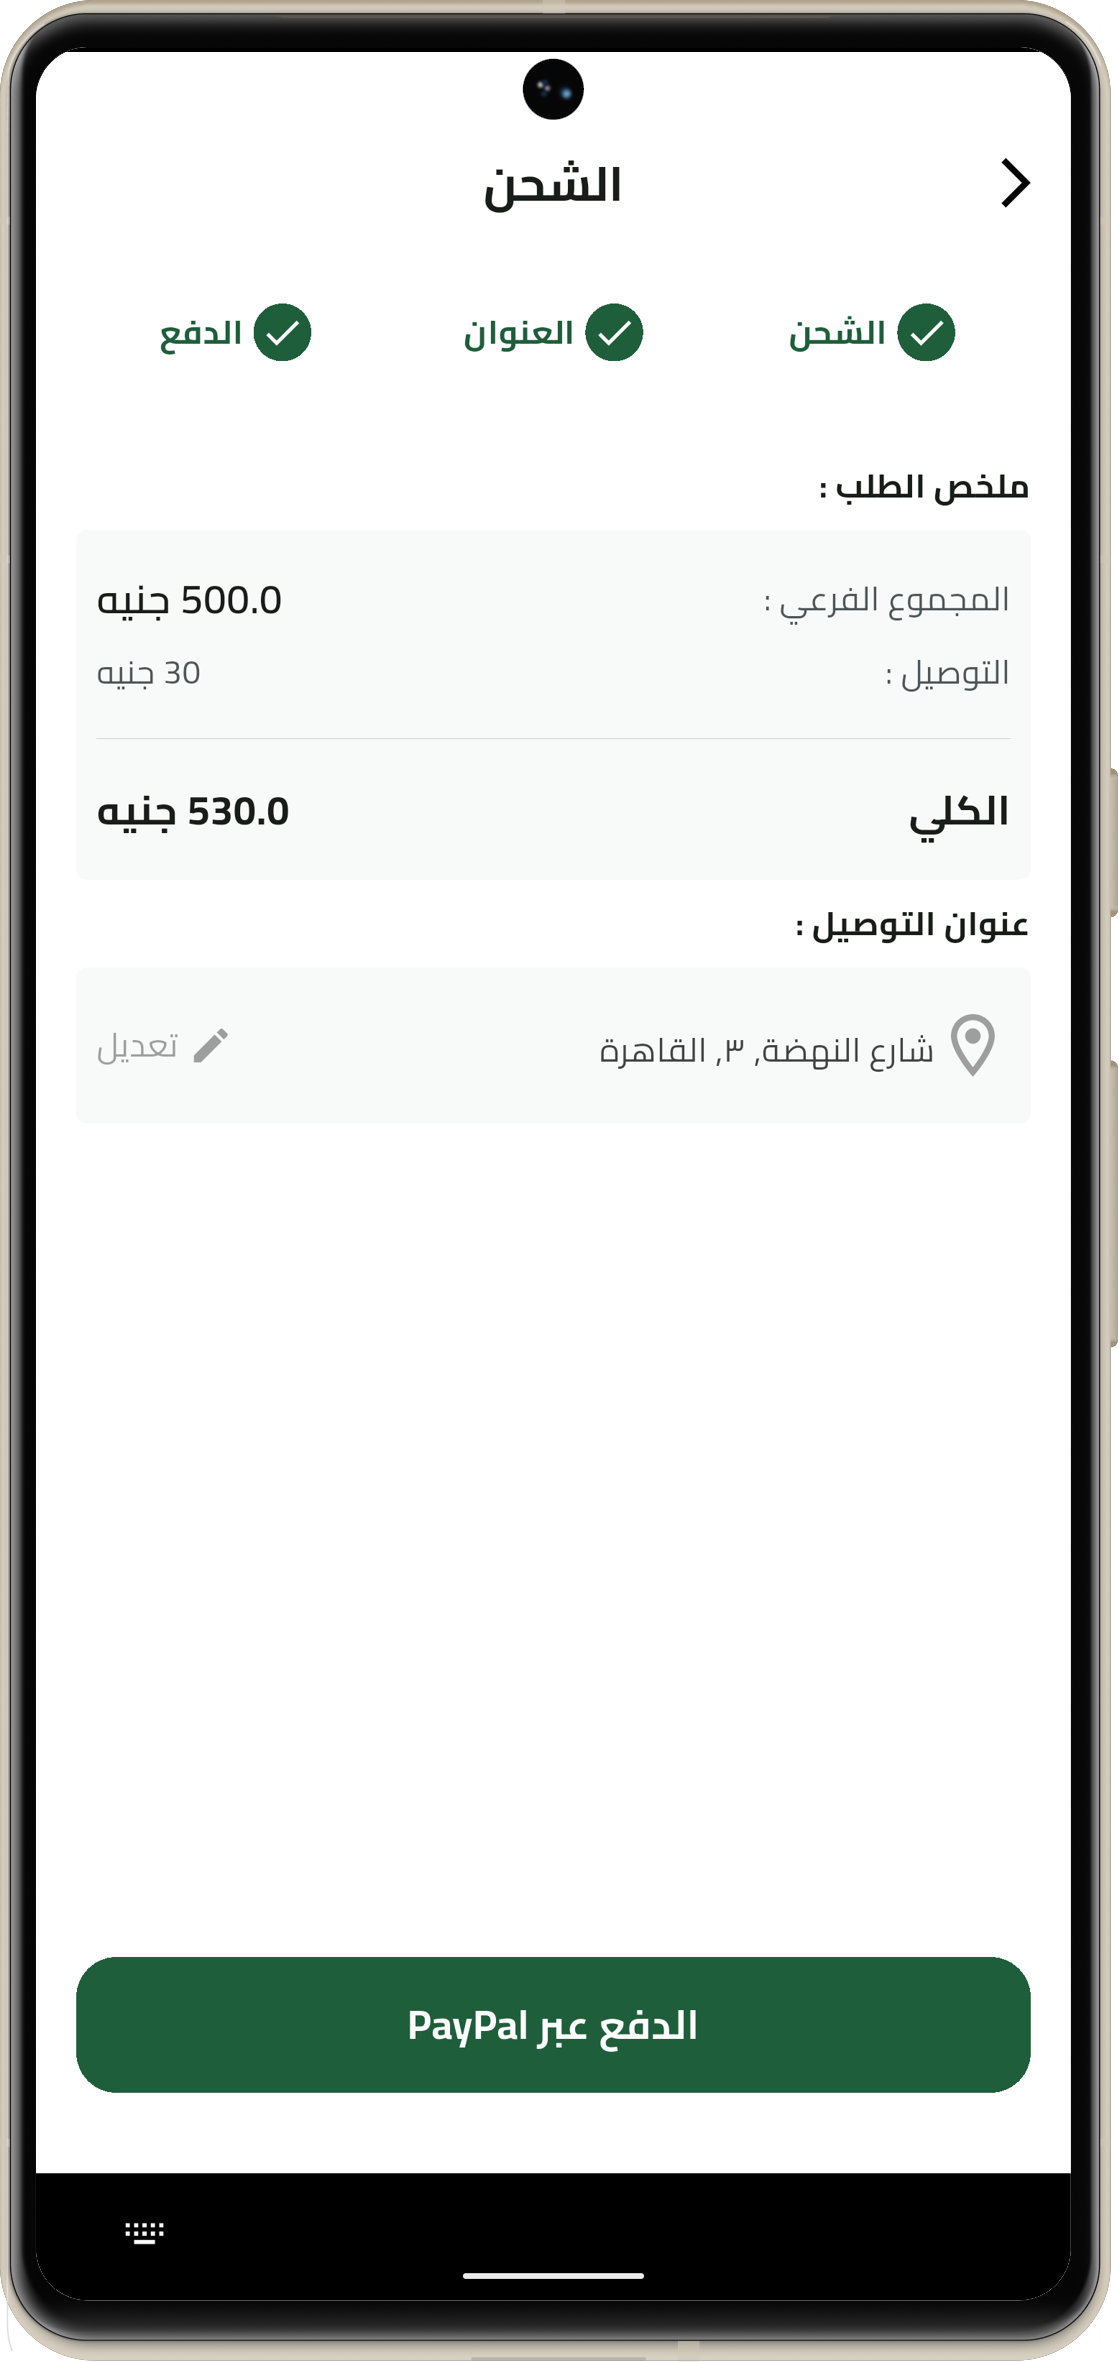 الشحن
الشحن العنوان الدفع
ملخص الطلب :
المجموع الفرعي : 500.0 جنيه
التوصيل : 30 جنيه
الكلي 530.0 جنيه
عنوان التوصيل :
شارع النهضة, ٣, القاهرة تعديل
الدفع عبر PayPal